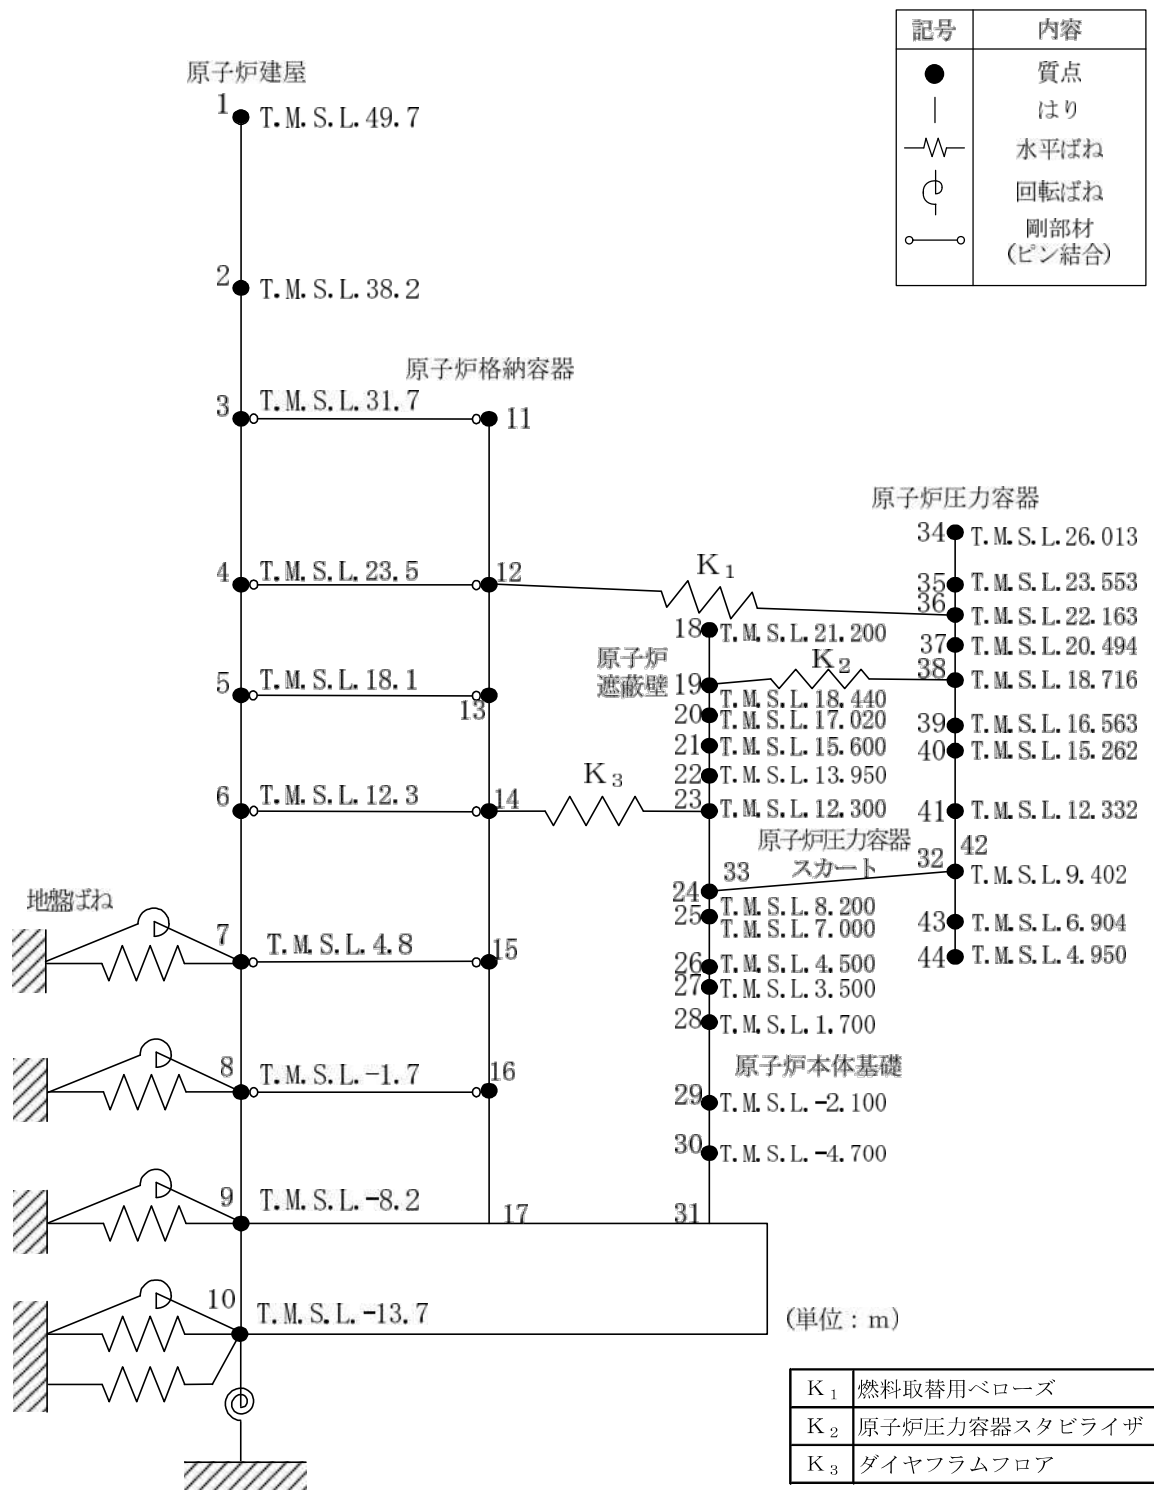 記号 内容
質点
はり
水平ばね
回転ばね
剛部材
(ピン結合)
原子炉建屋
1 T.M.S.L.49.7
2 T.M.S.L.38.2
原子炉格納容器
3 T.M.S.L.31.7 11
原子炉圧力容器
34 T.M.S.L.26.013
4 T.M.S.L.23.5 12 K1 35 T.M.S.L.23.553
36 T.M.S.L.22.163
18 T.M.S.L.21.200 37 T.M.S.L.20.494
原子炉
遮蔽壁
5 T.M.S.L.18.1 13 19 T.M.S.L.18.440 K2 38 T.M.S.L.18.716
20 T.M.S.L.17.020 39 T.M.S.L.16.563
21 T.M.S.L.15.600 40 T.M.S.L.15.262
22 T.M.S.L.13.950
6 T.M.S.L.12.3 14 K3 23 T.M.S.L.12.300 41 T.M.S.L.12.332
原子炉圧力容器
スカート
33 32 42 T.M.S.L.9.402
24 T.M.S.L.8.200
25 T.M.S.L.7.000 43 T.M.S.L.6.904
地盤ばね
7 T.M.S.L.4.8 15 26 T.M.S.L.4.500 44 T.M.S.L.4.950
27 T.M.S.L.3.500
28 T.M.S.L.1.700
8 T.M.S.L.-1.7 16 原子炉本体基礎
29 T.M.S.L.-2.100
30 T.M.S.L.-4.700
9 T.M.S.L.-8.2 17 31
10 T.M.S.L.-13.7
(単位:m)
K1 燃料取替用ベローズ
K2 原子炉圧力容器スタビライザ
K3 ダイヤフラムフロア